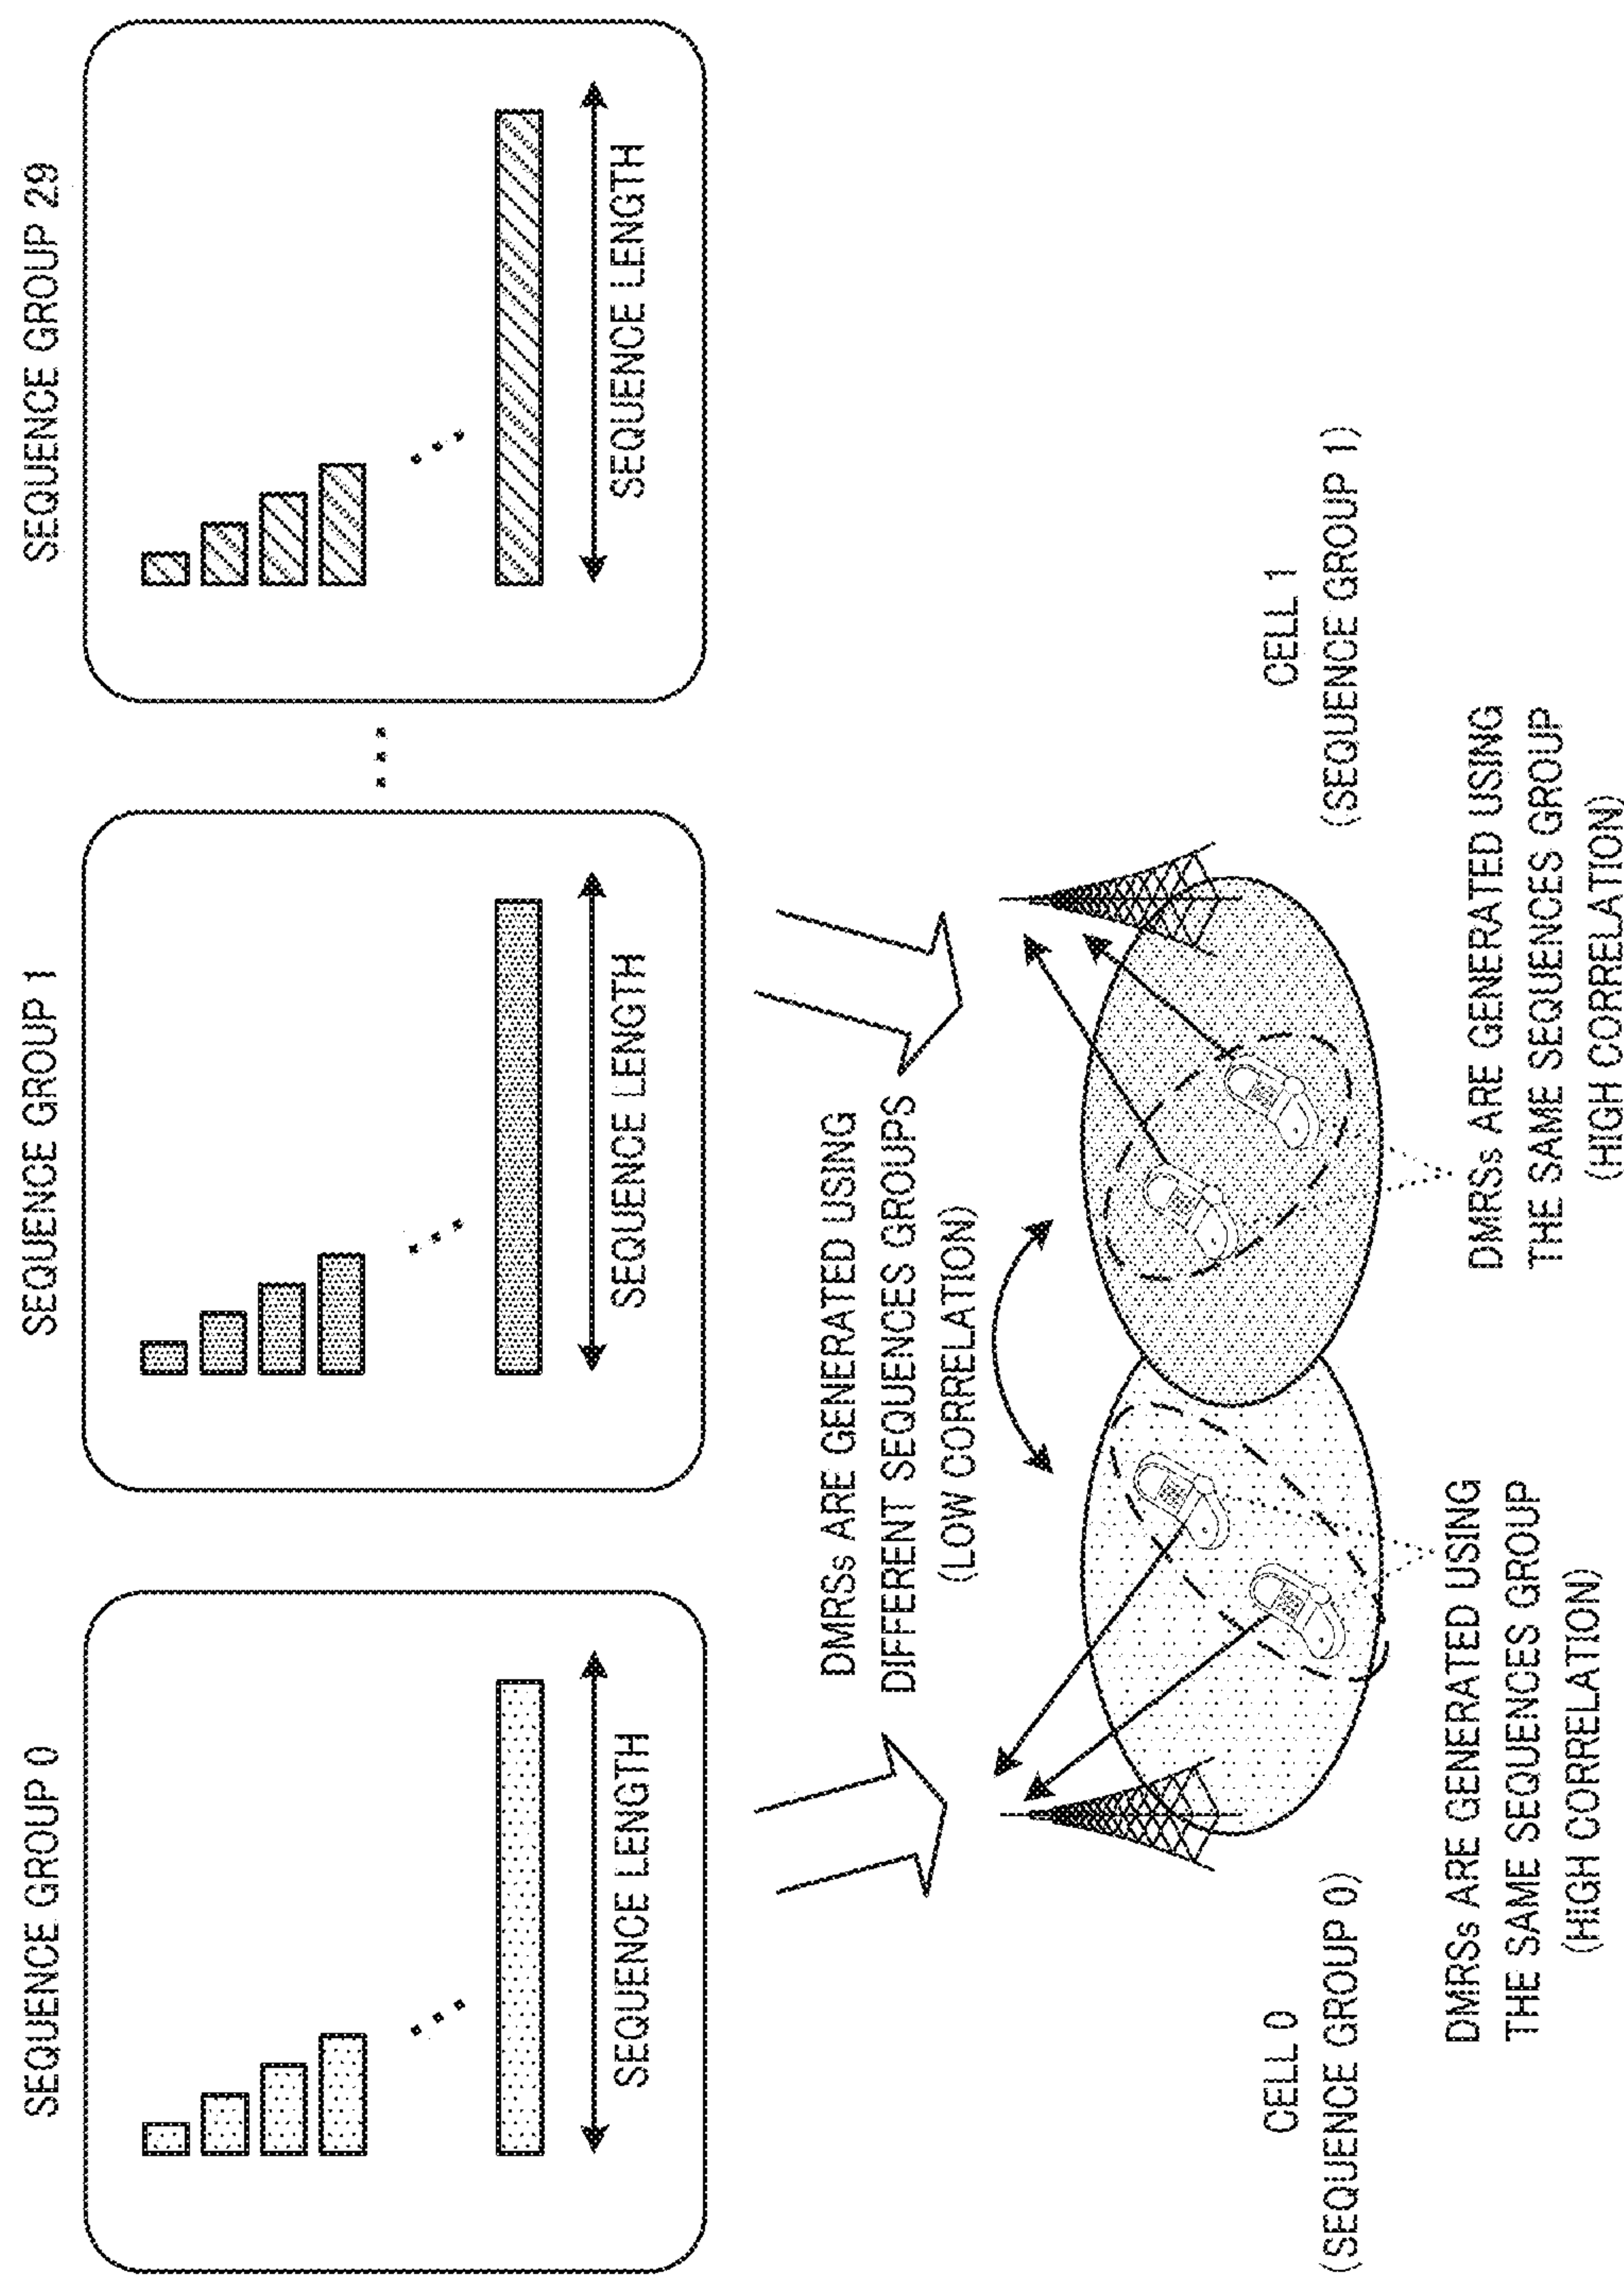 SEQUENCE GROUP 0
SEQUENCE LENGTH
SEQUENCE GROUP 1
SEQUENCE LENGTH
SEQUENCE GROUP 29
SEQUENCE LENGTH
DMRSs ARE GENERATED USING
DIFFERENT SEQUENCES GROUPS
(LOW CORRELATION)
CELL 0
(SEQUENCE GROUP 0)
CELL 1
(SEQUENCE GROUP 1)
DMRSs ARE GENERATED USING
THE SAME SEQUENCES GROUP
(HIGH CORRELATION)
DMRSs ARE GENERATED USING
THE SAME SEQUENCES GROUP
(HIGH CORRELATION)